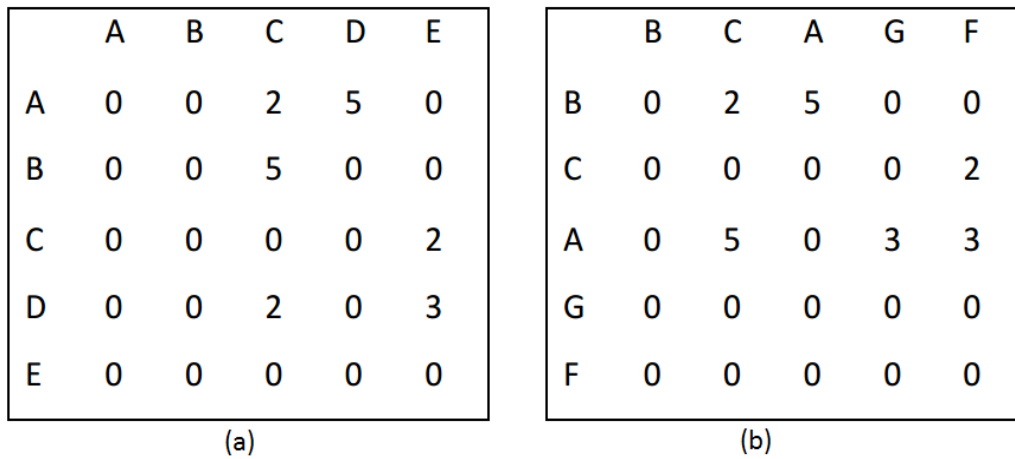 A B C D E
A 0 0 2 5 0
B 0 0 5 0 0
C 0 0 0 0 2
D 0 0 2 0 3
E 0 0 0 0 0
(a)
B C A G F
B 0 2 5 0 0
C 0 0 0 0 2
A 0 5 0 3 3
G 0 0 0 0 0
F 0 0 0 0 0
(b)